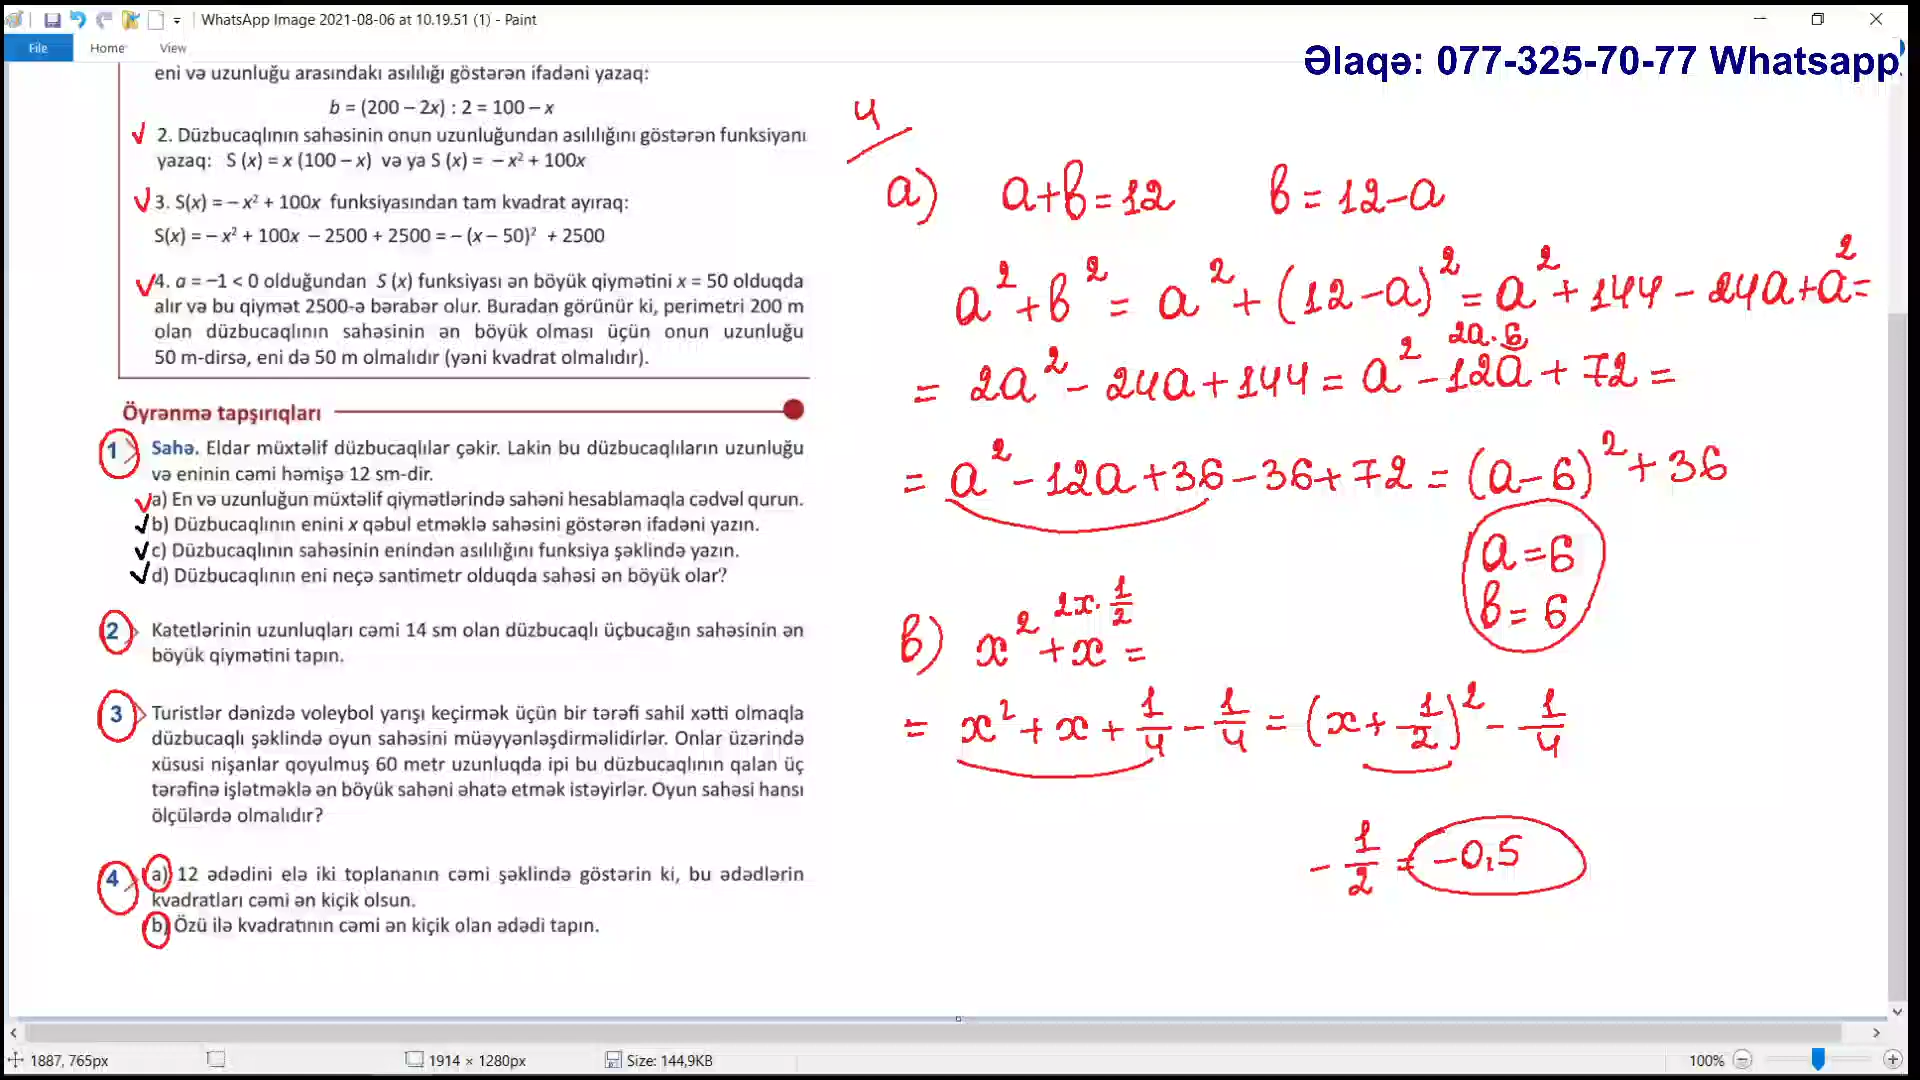 WhatsApp Image 2021-08-06 at 10.19.51 (1) - Paint
File Home View
Əlaqə: 077-325-70-77 Whatsapp
eni və uzunluğu arasındakı asılılığı göstərən ifadəni yazaq:
b = (200 – 2x) : 2 = 100 – x
2. Düzbucaqlının sahəsinin onun uzunluğundan asılılığını göstərən funksiyanı
yazaq: S (x) = x (100 – x) və ya S (x) = – x² + 100x
3. S(x) = – x² + 100x funksiyasından tam kvadrat ayıraq:
S(x) = – x² + 100x – 2500 + 2500 = – (x – 50)² + 2500
4. a = –1 < 0 olduğundan S (x) funksiyası ən böyük qiymətini x = 50 olduqda
alır və bu qiymət 2500-ə bərabər olur. Buradan görünür ki, perimetri 200 m
olan düzbucaqlının sahəsinin ən böyük olması üçün onun uzunluğu
50 m-dirsə, eni də 50 m olmalıdır (yəni kvadrat olmalıdır).
Öyrənmə tapşırıqları
1 Sahə. Eldar müxtəlif düzbucaqlılar çəkir. Lakin bu düzbucaqlıların uzunluğu
və eninin cəmi həmişə 12 sm-dir.
a) En və uzunluğun müxtəlif qiymətlərində sahəni hesablamaqla cədvəl qurun.
b) Düzbucaqlının enini x qəbul etməklə sahəsini göstərən ifadəni yazın.
c) Düzbucaqlının sahəsinin enindən asılılığını funksiya şəklində yazın.
d) Düzbucaqlının eni neçə santimetr olduqda sahəsi ən böyük olar?
2 Katetlərinin uzunluqları cəmi 14 sm olan düzbucaqlı üçbucağın sahəsinin ən
böyük qiymətini tapın.
3 Turistlər dənizdə voleybol yarışı keçirmək üçün bir tərəfi sahil xətti olmaqla
düzbucaqlı şəklində oyun sahəsini müəyyənləşdirməlidirlər. Onlar üzərində
xüsusi nişanlar qoyulmuş 60 metr uzunluqda ipi bu düzbucaqlının qalan üç
tərəfinə işlətməklə ən böyük sahəni əhatə etmək istəyirlər. Oyun sahəsi hansı
ölçülərdə olmalıdır?
4 a) 12 ədədini elə iki toplananın cəmi şəklində göstərin ki, bu ədədlərin
kvadratları cəmi ən kiçik olsun.
b) Özü ilə kvadratının cəmi ən kiçik olan ədədi tapın.
4
a) a+b=12 b=12-a
a²+b²= a²+(12-a)²=a²+144-24a+a²=
2a·6
= 2a²-24a+144=a²-12a+72=
= a²-12a+36-36+72=(a-6)²+36
a=6
b=6
2x·1/2
b) x²+x=
= x²+x+1/4-1/4=(x+1/2)²-1/4
-1/2=-0,5
1887, 765px 1914 × 1280px Size: 144,9KB 100%